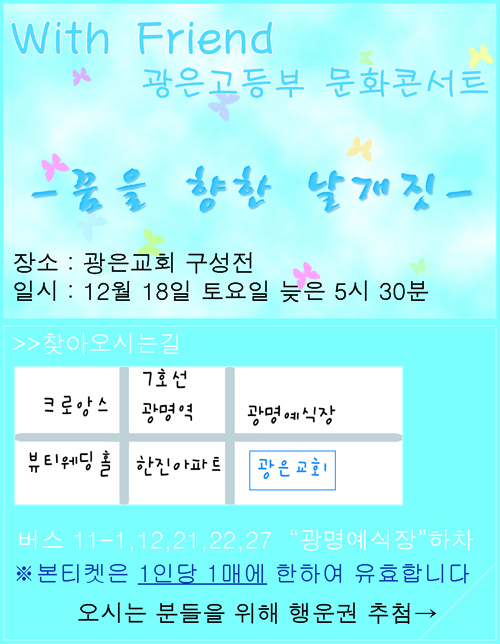 With Friend
광은고등부 문화콘서트
-꿈을 향한 날개짓-
장소 : 광은교회 구성전
일시 : 12월 18일 토요일 늦은 5시 30분
>>찾아오시는길
크로앙스
7호선
광명역
광명예식장
뷰티웨딩홀
한진아파트
광은교회
버스 11-1,12,21,22,27 “광명예식장”하차
※본티켓은 1인당 1매에 한하여 유효합니다
오시는 분들을 위해 행운권 추첨→